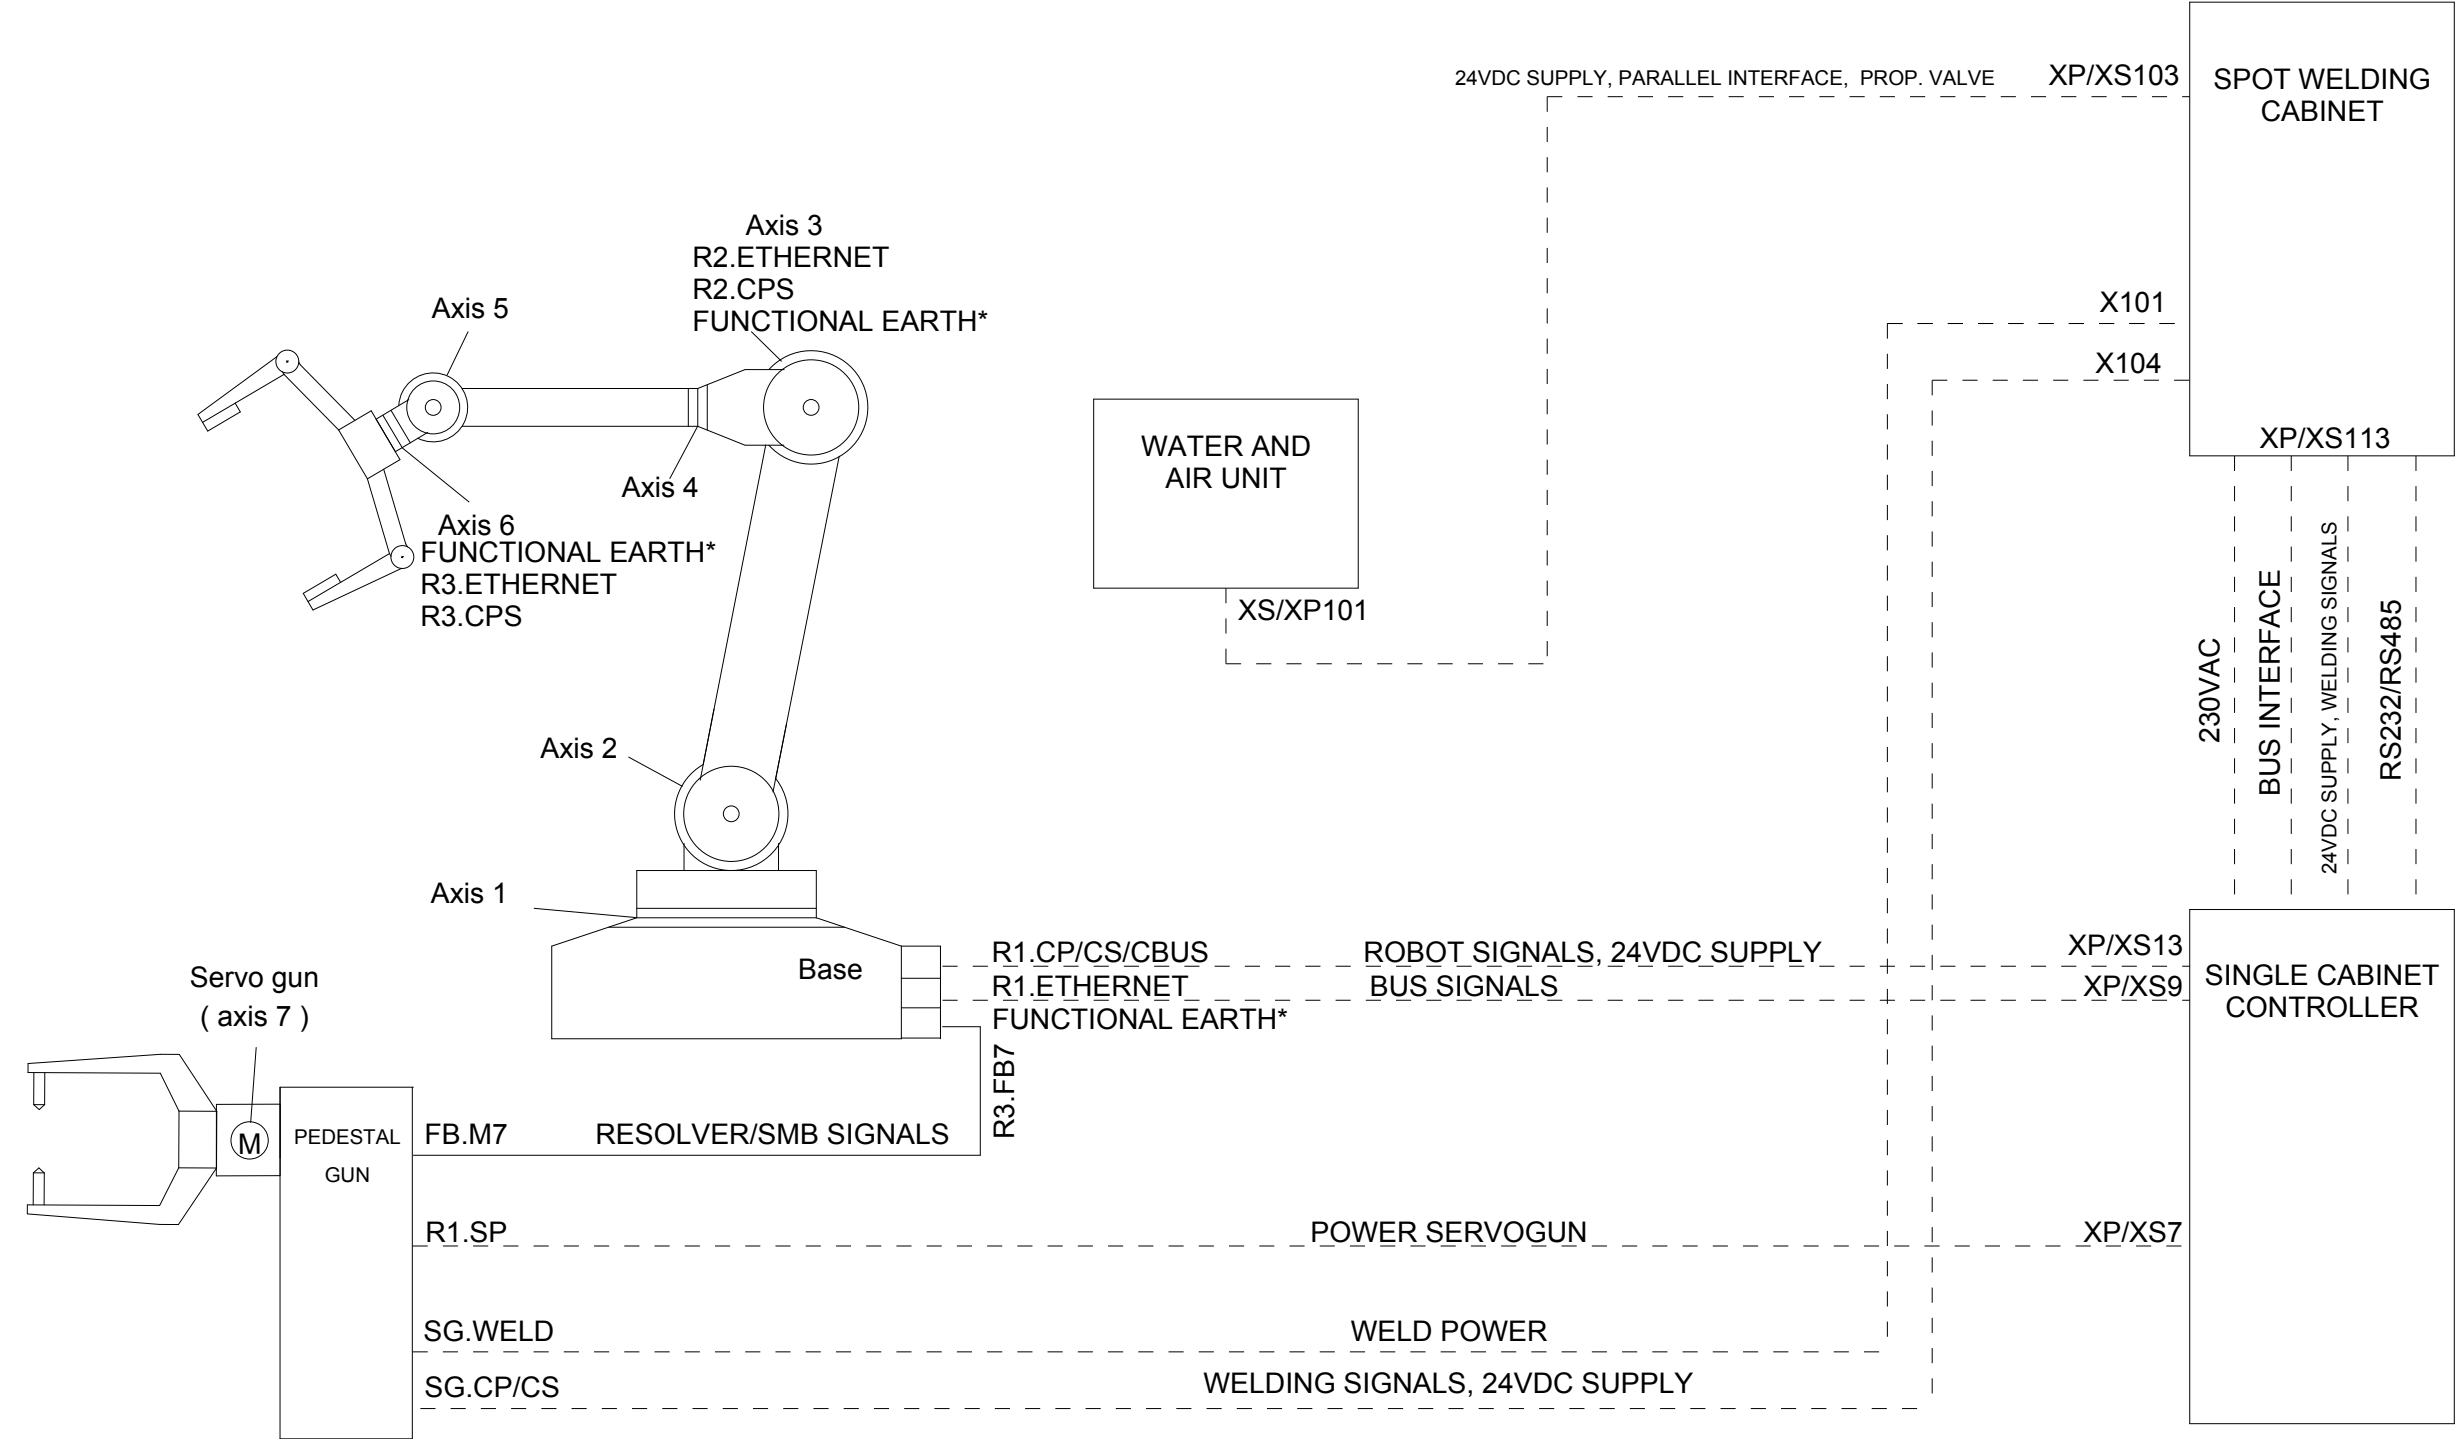 24VDC SUPPLY, PARALLEL INTERFACE, PROP. VALVE
XP/XS103
SPOT WELDING
CABINET
Axis 3
R2.ETHERNET
R2.CPS
FUNCTIONAL EARTH*
Axis 5
X101
X104
XP/XS113
WATER AND
AIR UNIT
Axis 4
Axis 6
FUNCTIONAL EARTH*
R3.ETHERNET
R3.CPS
XS/XP101
230VAC
BUS INTERFACE
24VDC SUPPLY, WELDING SIGNALS
RS232/RS485
Axis 2
Axis 1
Base
R1.CP/CS/CBUS
ROBOT SIGNALS, 24VDC SUPPLY
XP/XS13
R1.ETHERNET
BUS SIGNALS
XP/XS9
FUNCTIONAL EARTH*
SINGLE CABINET
CONTROLLER
Servo gun
( axis 7 )
R3.FB7
M
PEDESTAL
GUN
FB.M7
RESOLVER/SMB SIGNALS
R1.SP
POWER SERVOGUN
XP/XS7
SG.WELD
WELD POWER
SG.CP/CS
WELDING SIGNALS, 24VDC SUPPLY